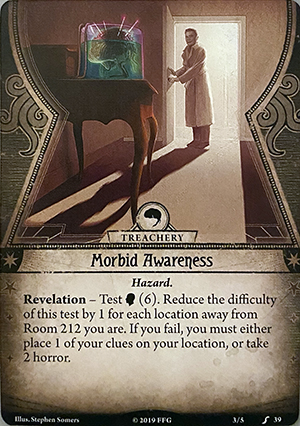 TREACHERY
Morbid Awareness
Hazard.
Revelation – Test (6). Reduce the difficulty
of this test by 1 for each location away from
Room 212 you are. If you fail, you must either
place 1 of your clues on your location, or take
2 horror.
Illus. Stephen Somers © 2019 FFG 3/5 39